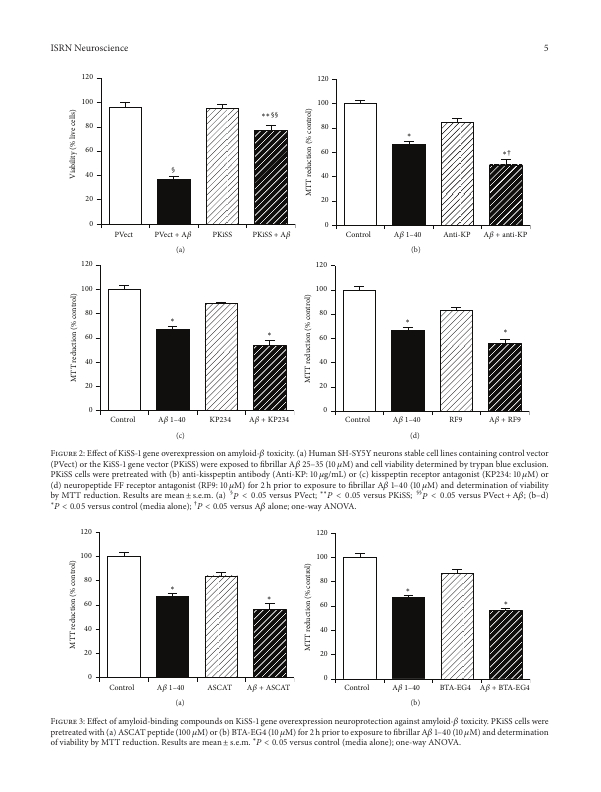 ISRN Neuroscience 5
120
100
80
60
40
20
0
Viability (% live cells)
§
**§§
PVect PVect + Aβ PKiSS PKiSS + Aβ
(a)
120
100
80
60
40
20
0
MTT reduction (% control)
*
*†
Control Aβ 1–40 Anti-KP Aβ + anti-KP
(b)
120
100
80
60
40
20
0
MTT reduction (% control)
*
*
Control Aβ 1–40 KP234 Aβ + KP234
(c)
120
100
80
60
40
20
0
MTT reduction (% control)
*
*
Control Aβ 1–40 RF9 Aβ + RF9
(d)
Figure 2: Effect of KiSS-1 gene overexpression on amyloid-β toxicity. (a) Human SH-SY5Y neurons stable cell lines containing control vector
(PVect) or the KiSS-1 gene vector (PKiSS) were exposed to fibrillar Aβ 25–35 (10 μM) and cell viability determined by trypan blue exclusion.
PKiSS cells were pretreated with (b) anti-kisspeptin antibody (Anti-KP: 10 μg/mL) or (c) kisspeptin receptor antagonist (KP234: 10 μM) or
(d) neuropeptide FF receptor antagonist (RF9: 10 μM) for 2 h prior to exposure to fibrillar Aβ 1–40 (10 μM) and determination of viability
by MTT reduction. Results are mean ± s.e.m. (a) §P < 0.05 versus PVect; **P < 0.05 versus PKiSS; §§P < 0.05 versus PVect + Aβ; (b–d)
*P < 0.05 versus control (media alone); †P < 0.05 versus Aβ alone; one-way ANOVA.
120
100
80
60
40
20
0
MTT reduction (% control)
*
*
Control Aβ 1–40 ASCAT Aβ + ASCAT
(a)
120
100
80
60
40
20
0
MTT reduction (% control)
*
*
Control Aβ 1–40 BTA-EG4 Aβ + BTA-EG4
(b)
Figure 3: Effect of amyloid-binding compounds on KiSS-1 gene overexpression neuroprotection against amyloid-β toxicity. PKiSS cells were
pretreated with (a) ASCAT peptide (100 μM) or (b) BTA-EG4 (10 μM) for 2 h prior to exposure to fibrillar Aβ 1–40 (10 μM) and determination
of viability by MTT reduction. Results are mean ± s.e.m. *P < 0.05 versus control (media alone); one-way ANOVA.